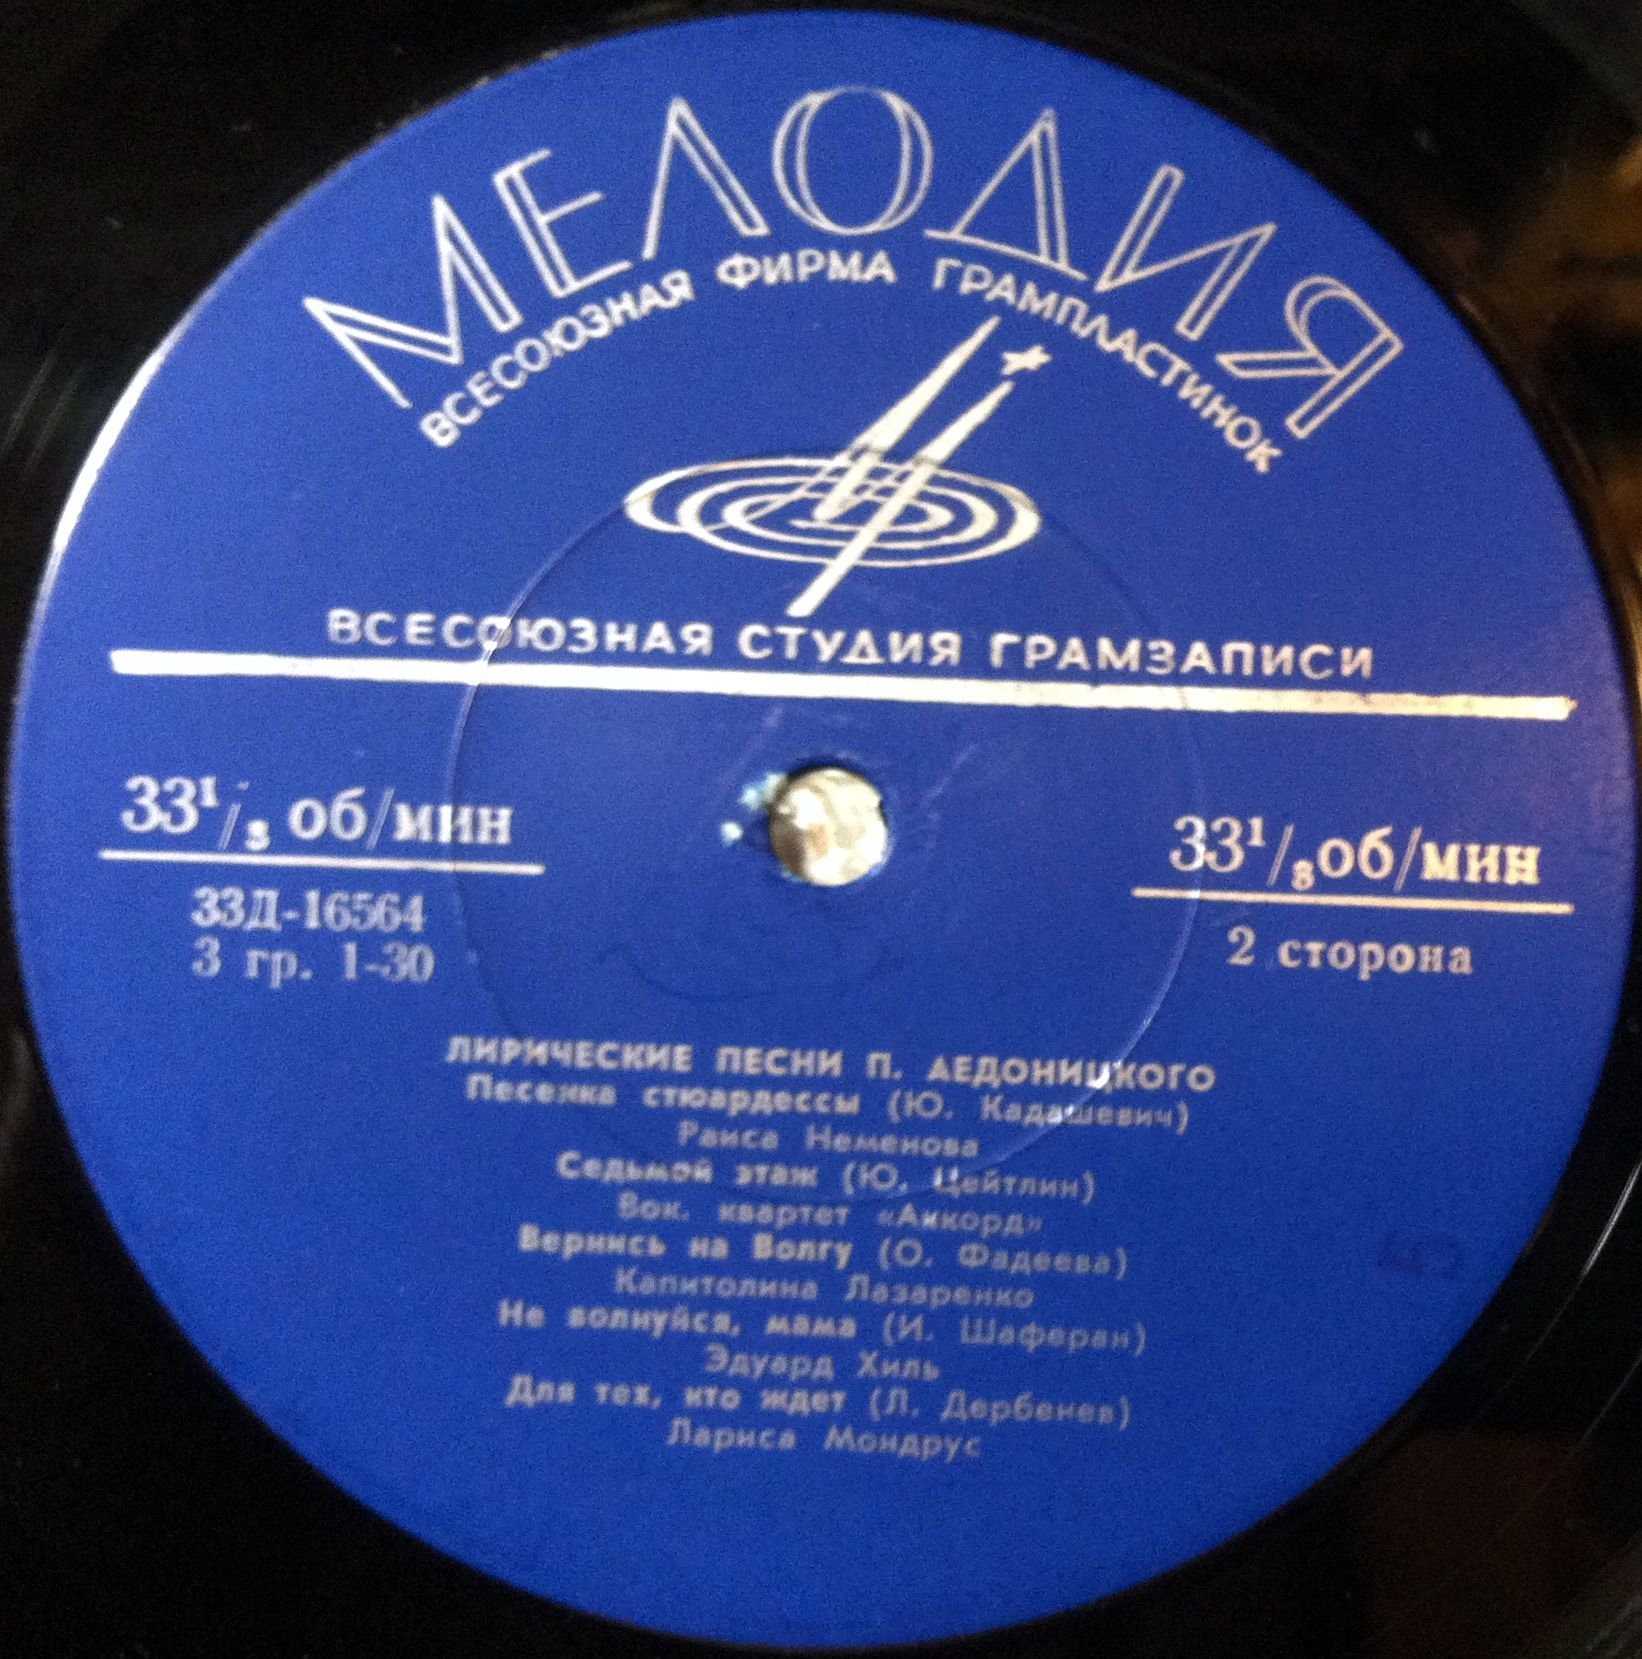 МЕЛОДИЯ
ВСЕСОЮЗНАЯ ФИРМА ГРАМПЛАСТИНОК
ВСЕСОЮЗНАЯ СТУДИЯ ГРАМЗАПИСИ
33¹/₃ об/мин
33Д-16564
3 гр. 1-30
33¹/₃ об/мин
2 сторона
ЛИРИЧЕСКИЕ ПЕСНИ П. АЕДОНИЦКОГО
Песенка стюардессы (Ю. Кадашевич)
Раиса Неменова
Седьмой этаж (Ю. Цейтлин)
Вок. квартет «Аккорд»
Вернись на Волгу (О. Фадеева)
Капитолина Лазаренко
Не волнуйся, мама (И. Шаферан)
Эдуард Хиль
Для тех, кто ждет (Л. Дербенев)
Лариса Мондрус